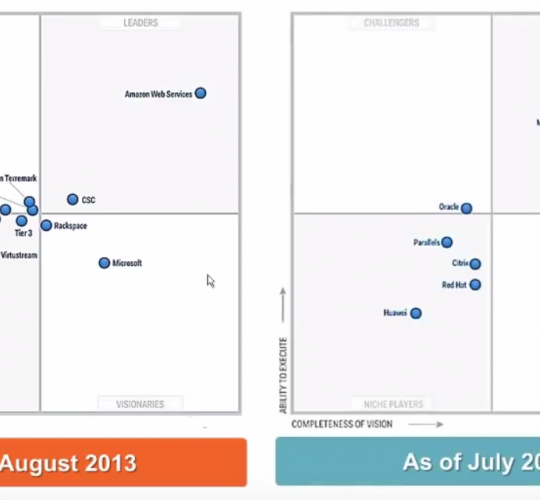 LEADERS
Amazon Web Services
Terremark
CSC
Rackspace
Tier 3
Virtustream
Microsoft
VISIONARIES
August 2013
CHALLENGERS
Oracle
Parallels
Citrix
Red Hat
Huawei
ABILITY TO EXECUTE
NICHE PLAYERS
COMPLETENESS OF VISION
As of July 20